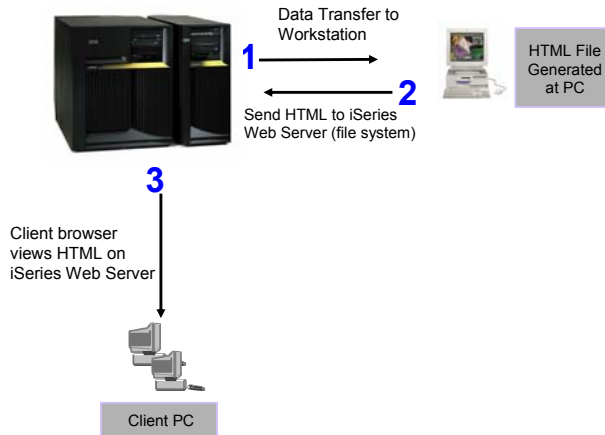 Data Transfer to
Workstation
1
HTML File
Generated
at PC
2
Send HTML to iSeries
Web Server (file system)
3
Client browser
views HTML on
iSeries Web Server
Client PC